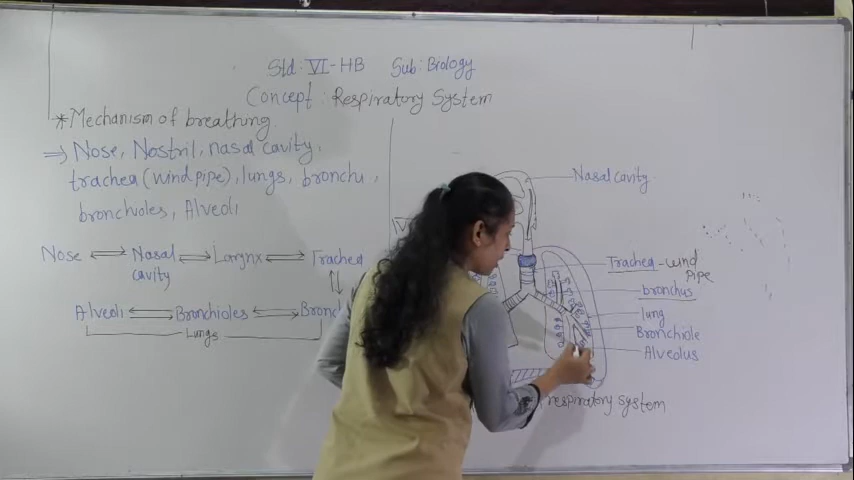 Std : VI - HB Sub : Biology
Concept : Respiratory System
* Mechanism of breathing
⇒ Nose, Nostril, nasal cavity,
trachea (wind pipe), lungs, bronchi,
bronchioles, Alveoli
Nose ⇌ Nasal cavity ⇌ Largnx ⇌ Trachea
Alveoli ⇌ Bronchioles ⇌ Bronc
Lungs
Nasal cavity
Trachea - wind pipe
bronchus
lung
Bronchiole
Alveolus
respiratory system